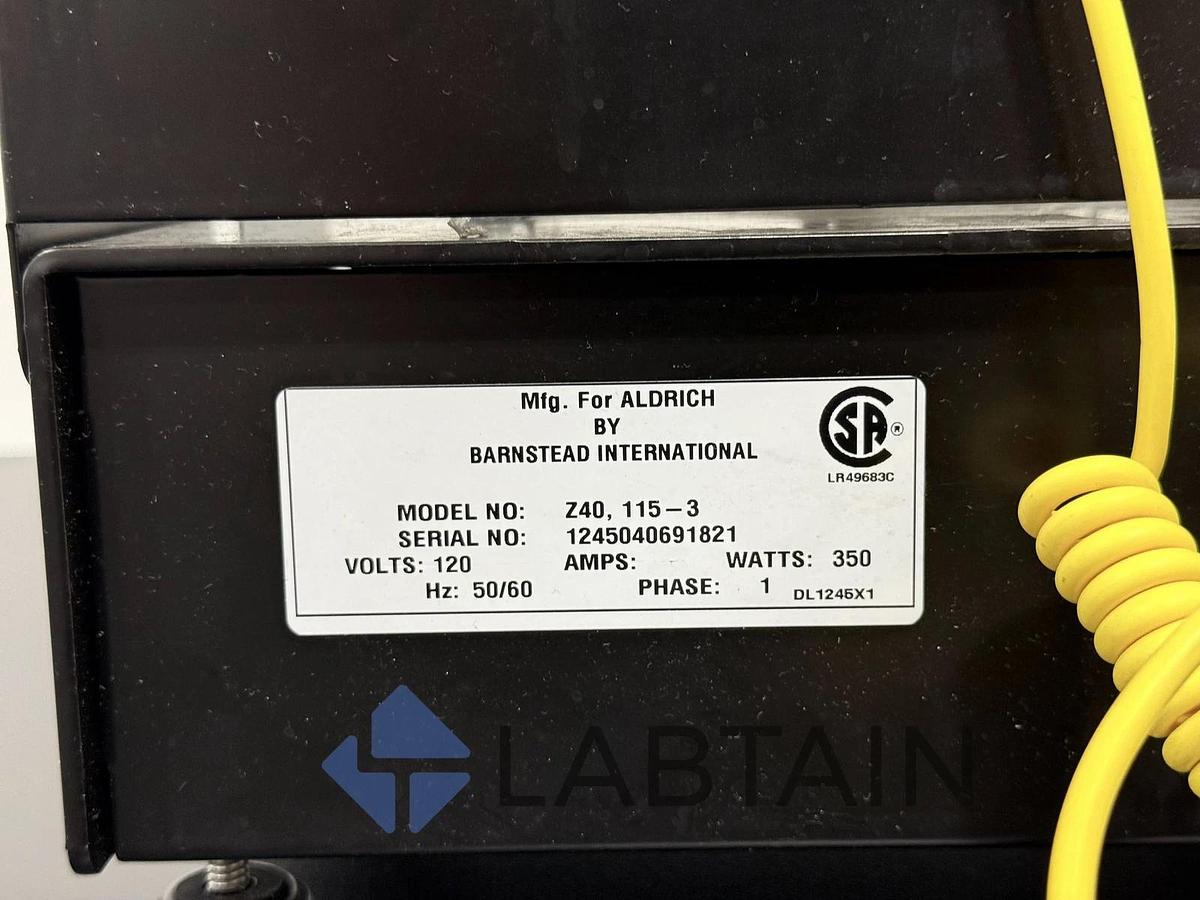 Mfg. For ALDRICH
BY
BARNSTEAD INTERNATIONAL
SA ®
LR49683C
MODEL NO: Z40, 115-3
SERIAL NO: 1245040691821
VOLTS: 120 AMPS: WATTS: 350
Hz: 50/60 PHASE: 1 DL1245X1
LABTAIN